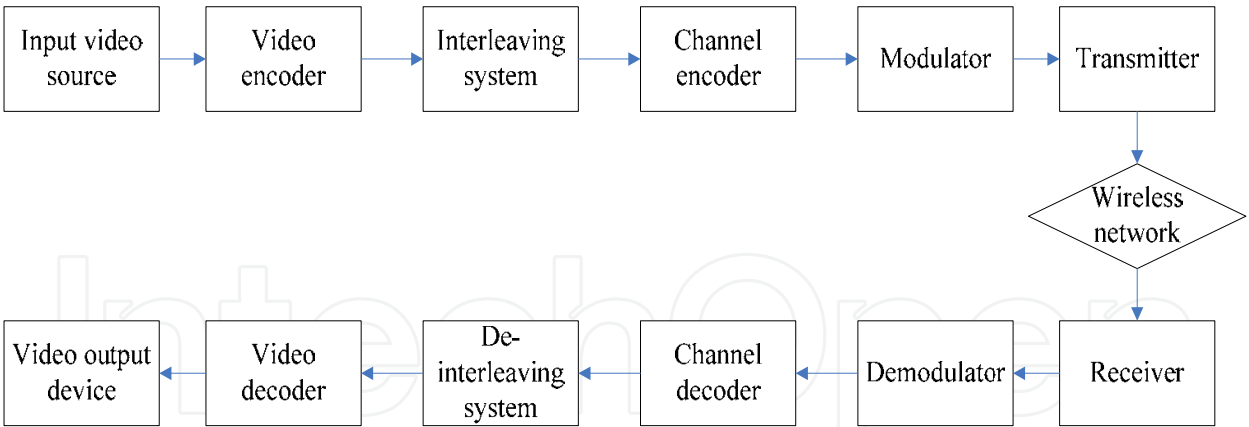 Input video
source
Video
encoder
Interleaving
system
Channel
encoder
Modulator
Transmitter
Wireless
network
Video output
device
Video
decoder
De-
interleaving
system
Channel
decoder
Demodulator
Receiver
IntechOpen